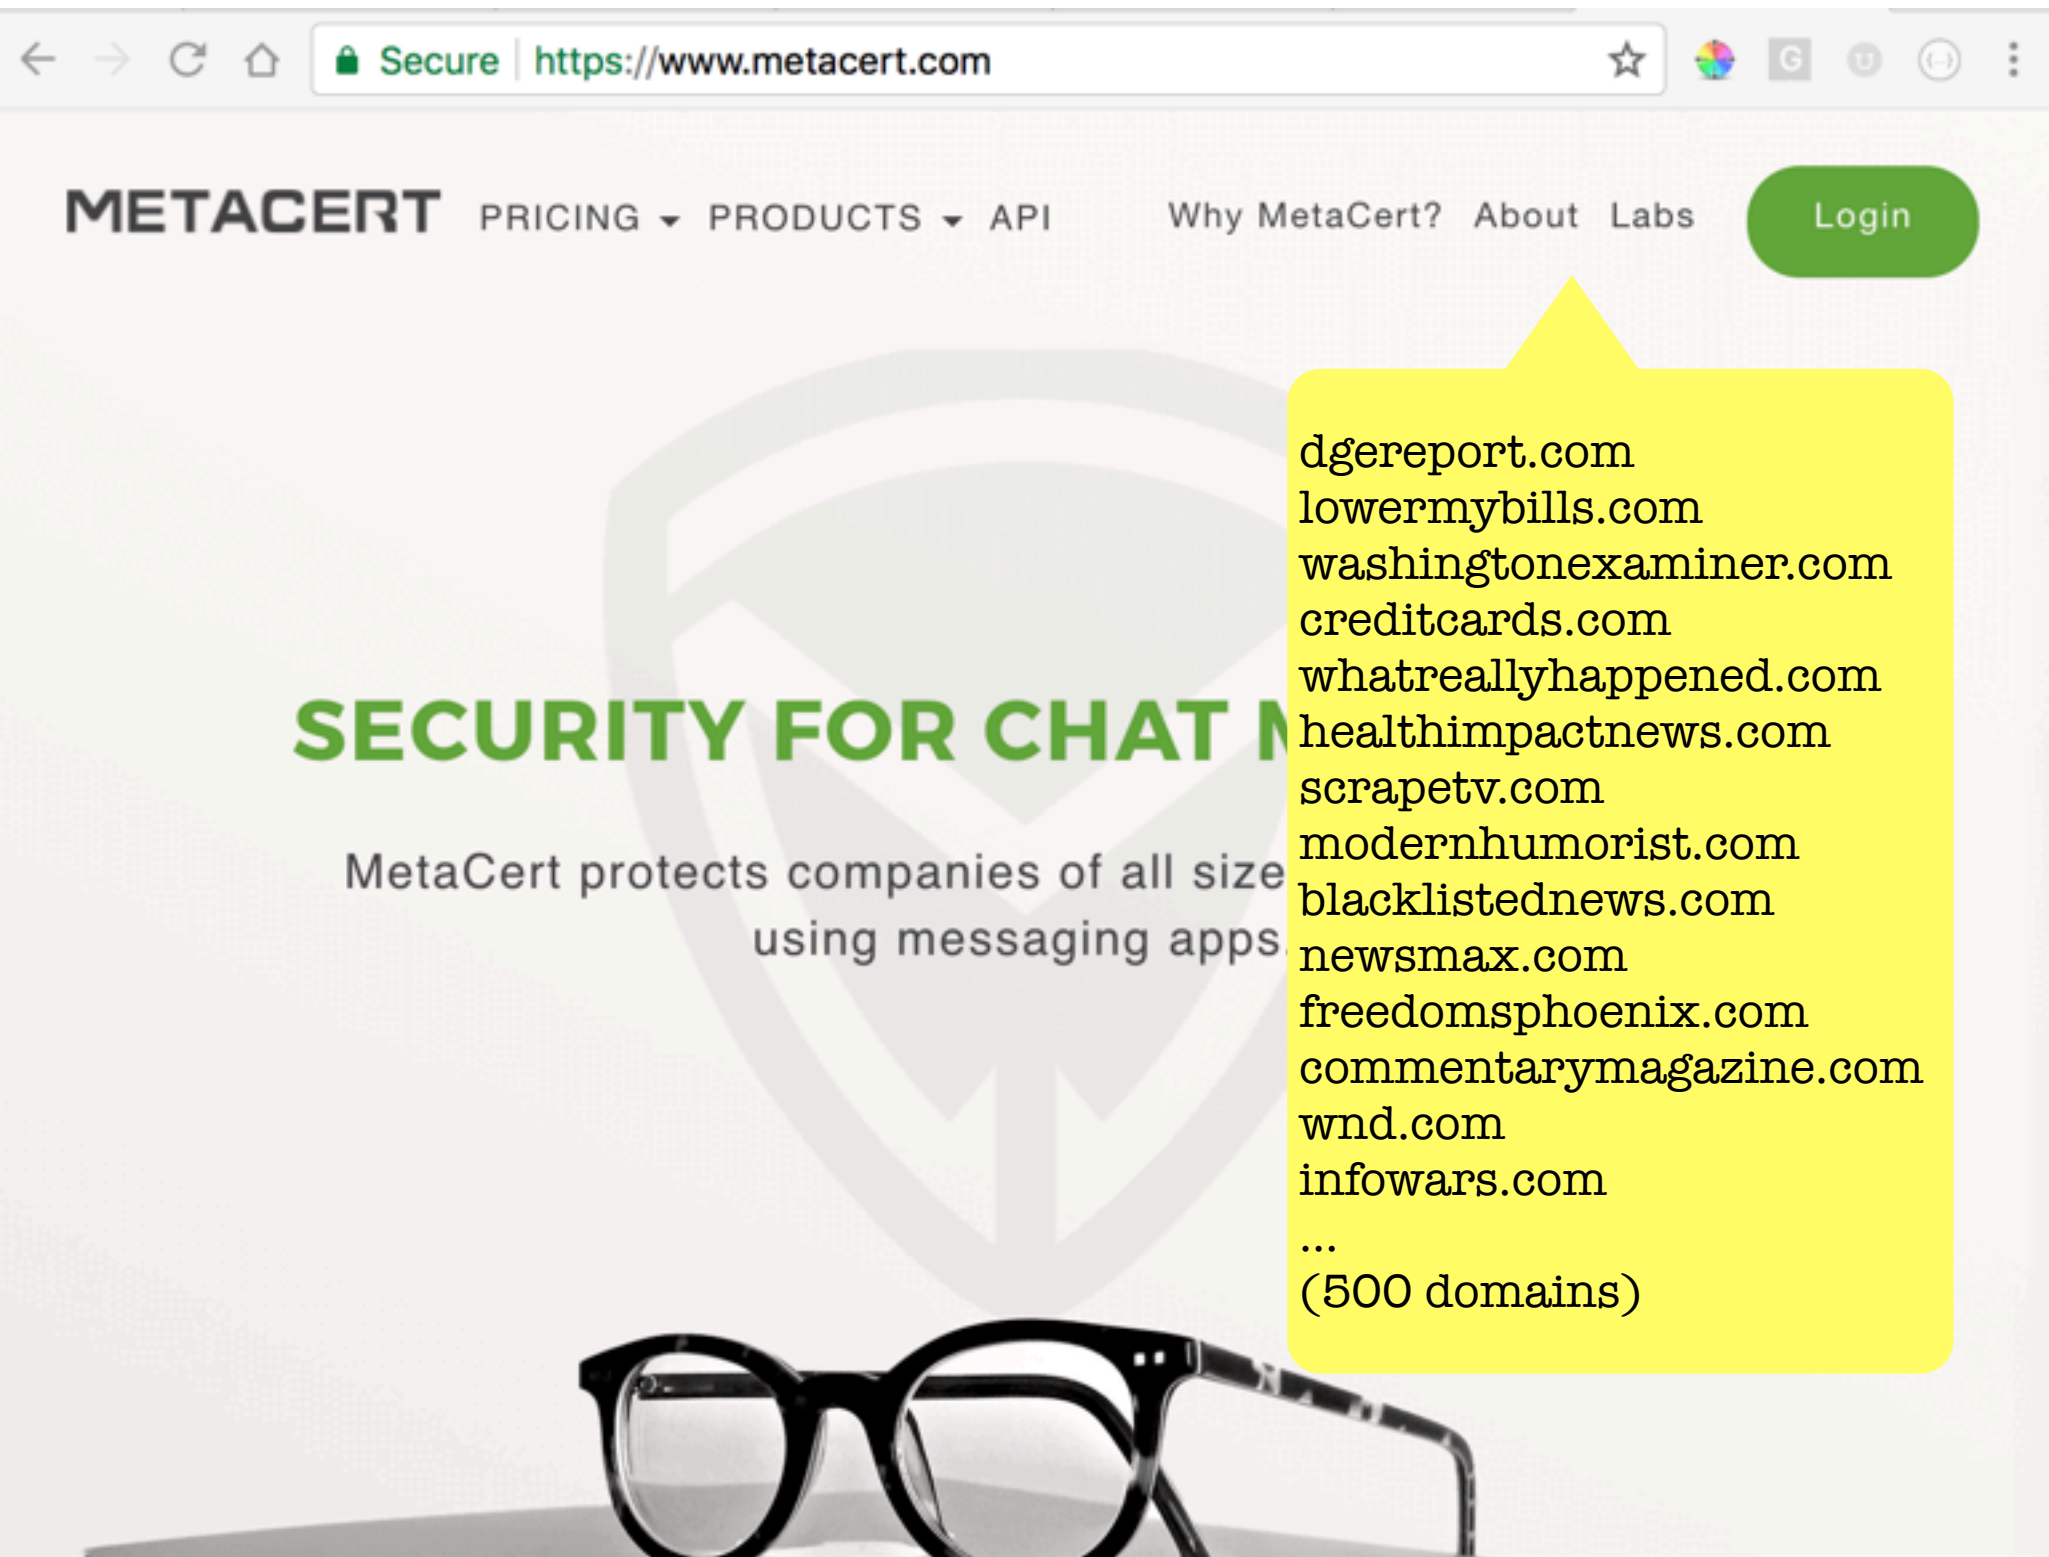 Secure https://www.metacert.com
METACERT PRICING PRODUCTS API Why MetaCert? About Labs Login
SECURITY FOR CHAT
MetaCert protects companies of all size
using messaging apps.
dgereport.com
lowermybills.com
washingtonexaminer.com
creditcards.com
whatreallyhappened.com
healthimpactnews.com
scrapetv.com
modernhumorist.com
blacklistednews.com
newsmax.com
freedomsphoenix.com
commentarymagazine.com
wnd.com
infowars.com
...
(500 domains)